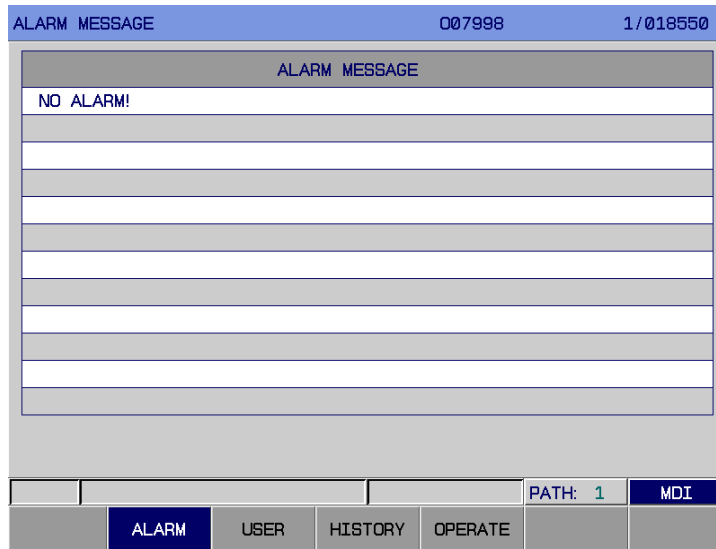 ALARM MESSAGE O07998 1/018550
ALARM MESSAGE
NO ALARM!
PATH: 1 MDI
ALARM USER HISTORY OPERATE